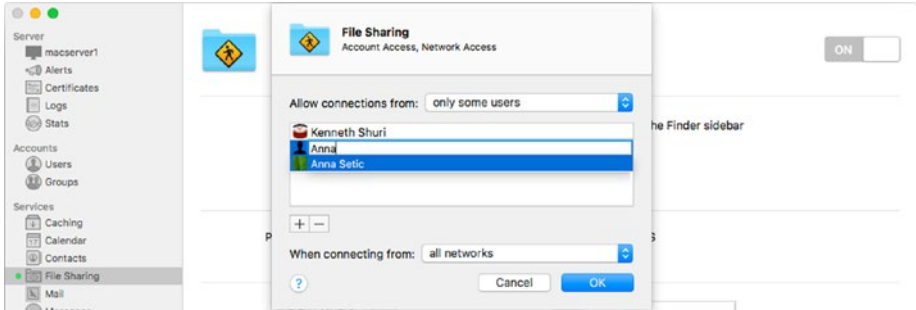 Server
macserver1
Alerts
Certificates
Logs
Stats
Accounts
Users
Groups
Services
Caching
Calendar
Contacts
File Sharing
Mail
File Sharing
Account Access, Network Access
ON
Allow connections from: only some users
Kenneth Shuri
Anna
Anna Setic
he Finder sidebar
+ −
P
When connecting from: all networks
? Cancel OK